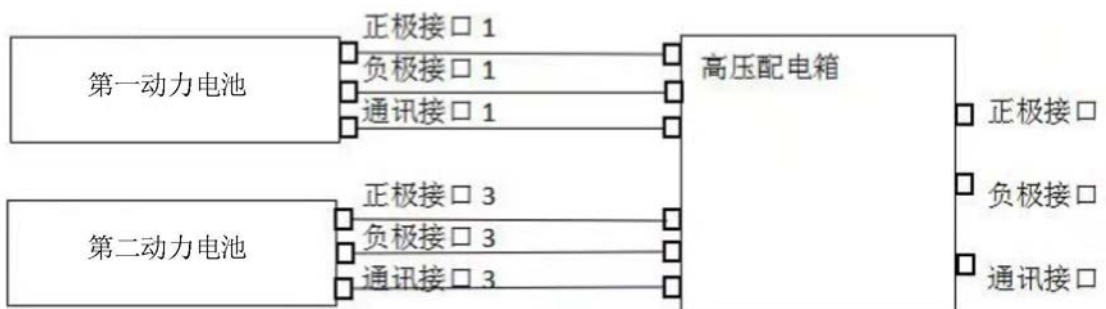 正极接口 1
第一动力电池
负极接口 1
通讯接口 1
高压配电箱
正极接口
负极接口
通讯接口
正极接口 3
第二动力电池
负极接口 3
通讯接口 3